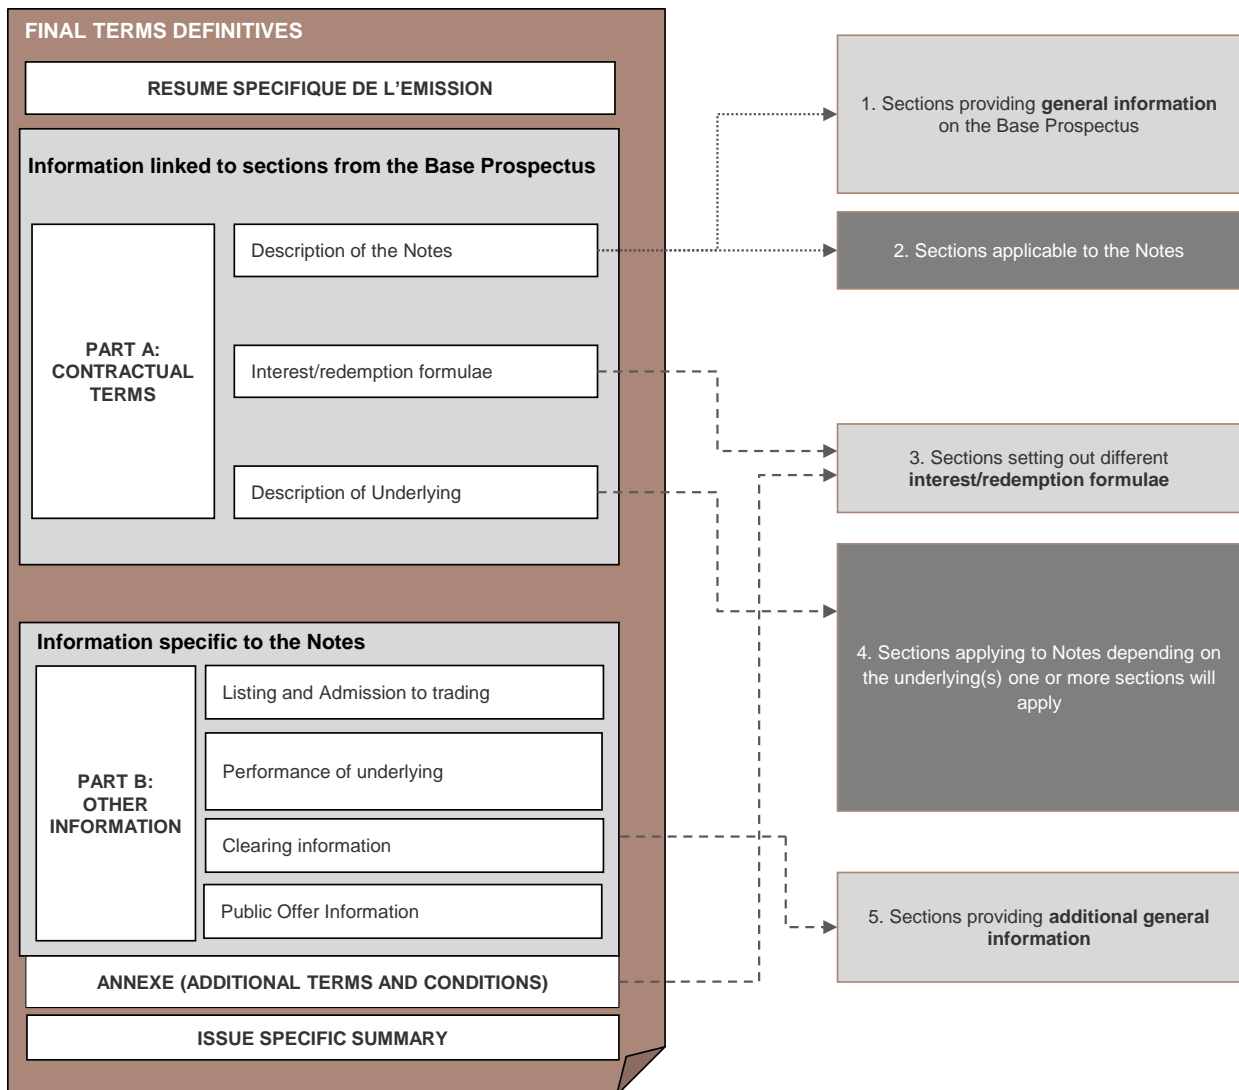 FINAL TERMS DEFINITIVES
RESUME SPECIFIQUE DE L'EMISSION
Information linked to sections from the Base Prospectus
PART A:
CONTRACTUAL
TERMS
Description of the Notes
Interest/redemption formulae
Description of Underlying
Information specific to the Notes
PART B:
OTHER
INFORMATION
Listing and Admission to trading
Performance of underlying
Clearing information
Public Offer Information
ANNEXE (ADDITIONAL TERMS AND CONDITIONS)
ISSUE SPECIFIC SUMMARY
1. Sections providing general information
on the Base Prospectus
2. Sections applicable to the Notes
3. Sections setting out different
interest/redemption formulae
4. Sections applying to Notes depending on
the underlying(s) one or more sections will
apply
5. Sections providing additional general
information